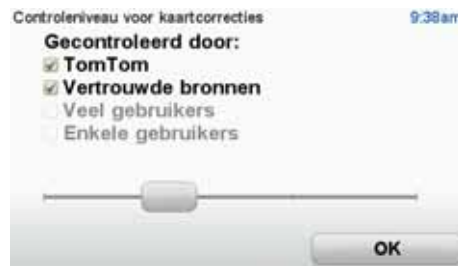 Controleniveau voor kaartcorrecties 9:38am
Gecontroleerd door:
TomTom
Vertrouwde bronnen
Veel gebruikers
Enkele gebruikers
OK